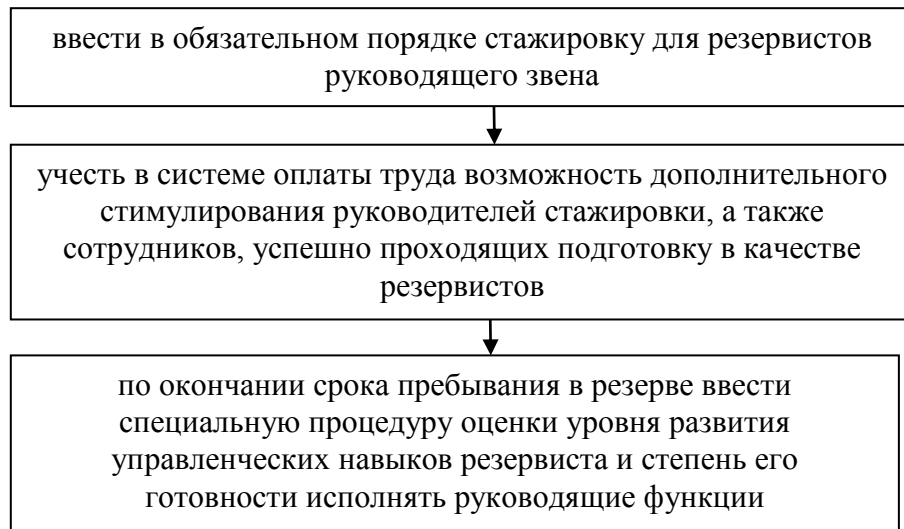 ввести в обязательном порядке стажировку для резервистов
руководящего звена
учесть в системе оплаты труда возможность дополнительного
стимулирования руководителей стажировки, а также
сотрудников, успешно проходящих подготовку в качестве
резервистов
по окончании срока пребывания в резерве ввести
специальную процедуру оценки уровня развития
управленческих навыков резервиста и степень его
готовности исполнять руководящие функции